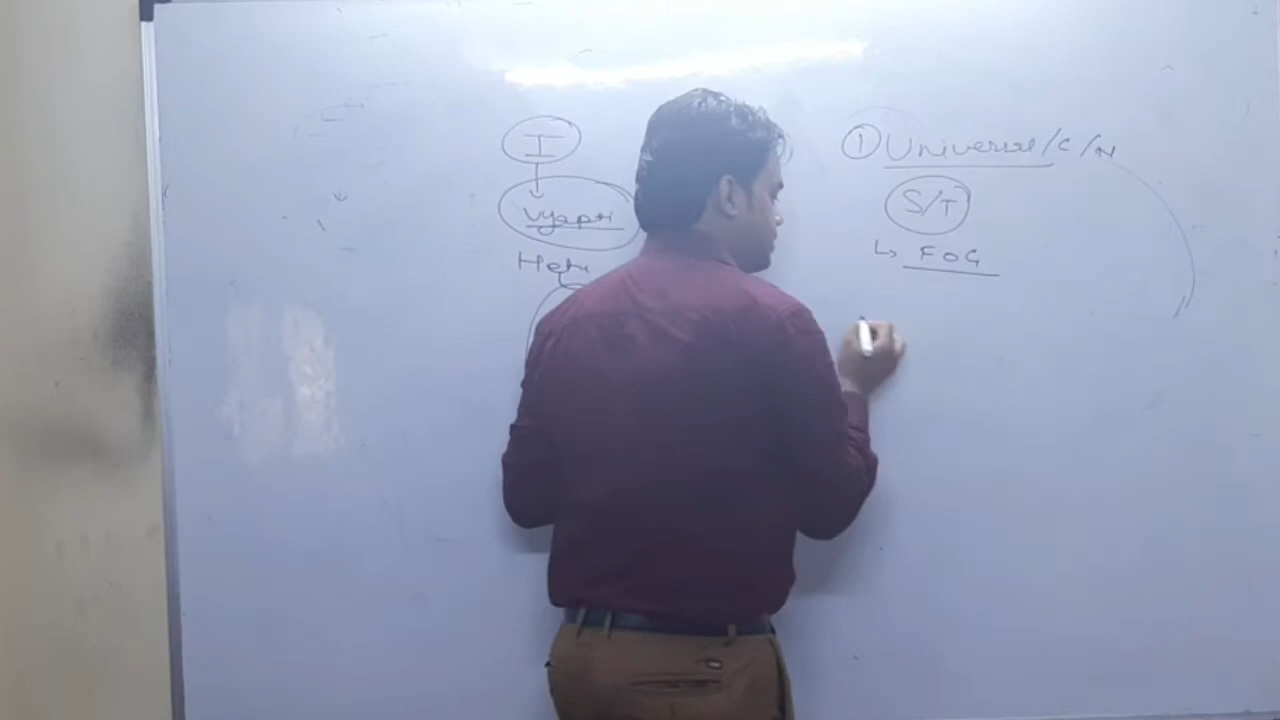 I
Vyapti
Hetu
① Universal/C/N
S/T
↳ FOG